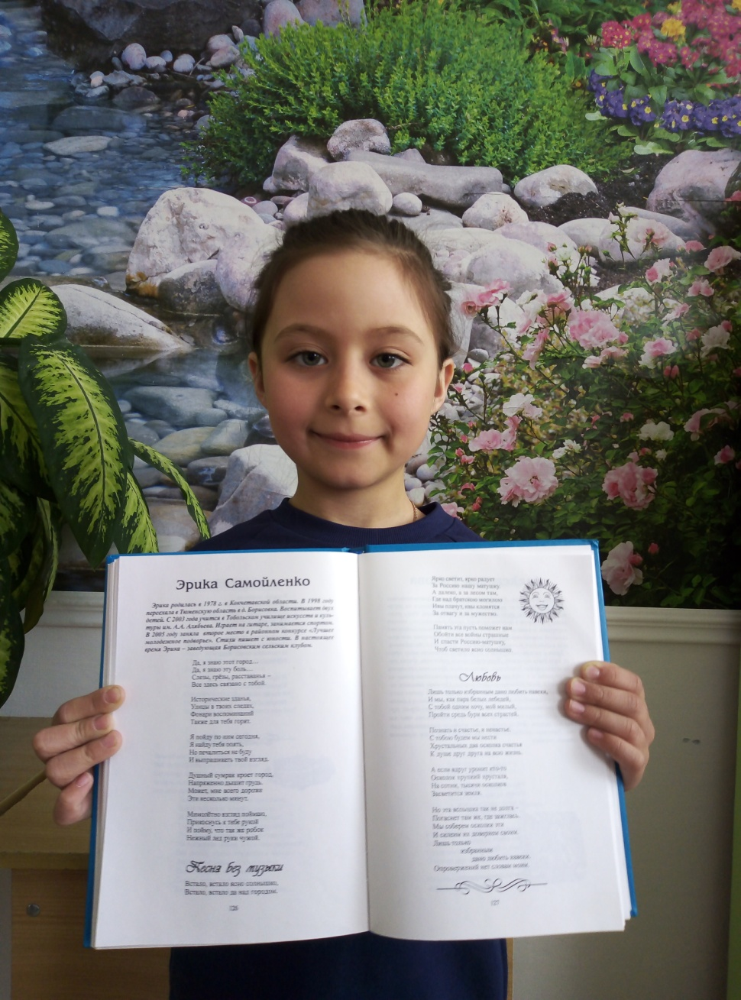 Эрика Самойленко
Эрика родилась в 1978 г. в Кокчетавской области. В 1998 году
переехала в Тюменскую область в д. Борисовка. Воспитывает двух
детей. С 2003 года учится в Тобольском училище искусств и куль-
туры им. А.А. Алябьева. Играет на гитаре, занимается спортом.
В 2005 году заняла второе место в районном конкурсе «Лучшее
молодежное подворье». Стихи пишет с юности. В настоящее
время Эрика – заведующая Борисовским сельским клубом.
Да, я знаю этот город...
Да, я знаю эту боль...
Слезы, грёзы, расставанья –
Все здесь связано с тобой.
Исторические зданья,
Улицы в твоих следах,
Фонари воспоминаний
Также для тебя горят.
Я пойду по ним сегодня,
Я найду тебя опять,
Но печалиться не буду
И выпрашивать твой взгляд.
Душный сумрак кроет город,
Напряженно дышит грудь.
Может, мне всего дороже
Эти несколько минут.
Мимолётно взгляд поймаю,
Прикоснусь к тебе рукой
И пойму, что так же робок
Нежный лед руки чужой.
Песня без музыки
Встало, встало ясно солнышко,
Встало, встало да над городом.
126
Ярко светит, ярко радует
За Россию нашу матушку.
А далеко, а за лесом там,
Где над братскою могилою
Ивы плачут, ивы клонятся
За отвагу и за мужество.
Память эта пусть поможет нам
Обойти все войны страшные
И спасти Россию-матушку,
Чтоб светило ясно солнышко.
Любовь
Лишь только избранным дано любить навеки,
И мы, как пара белых лебедей,
С тобой одним хочу, мой милый,
Пройти средь бури всех страстей.
Познать и счастье, и ненастье.
С тобою будем мы нести
Хрустальных два осколка счастья
К душе друг друга на всю жизнь.
А если вдруг уронит кто-то
Осколок хрупкий хрусталя,
На сотни, тысячи осколков
Засветится земля.
Но эта вспышка так не долга –
Погаснет там же, где зажглась.
Мы соберем осколки эти
И склеим их доверием своим.
Лишь только
избранным
дано любить навеки.
Опровержений нет словам моим.
127